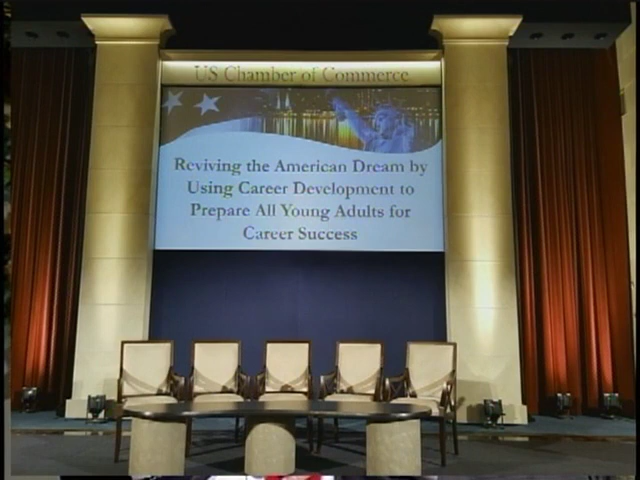 US Chamber of Commerce
Reviving the American Dream by
Using Career Development to
Prepare All Young Adults for
Career Success